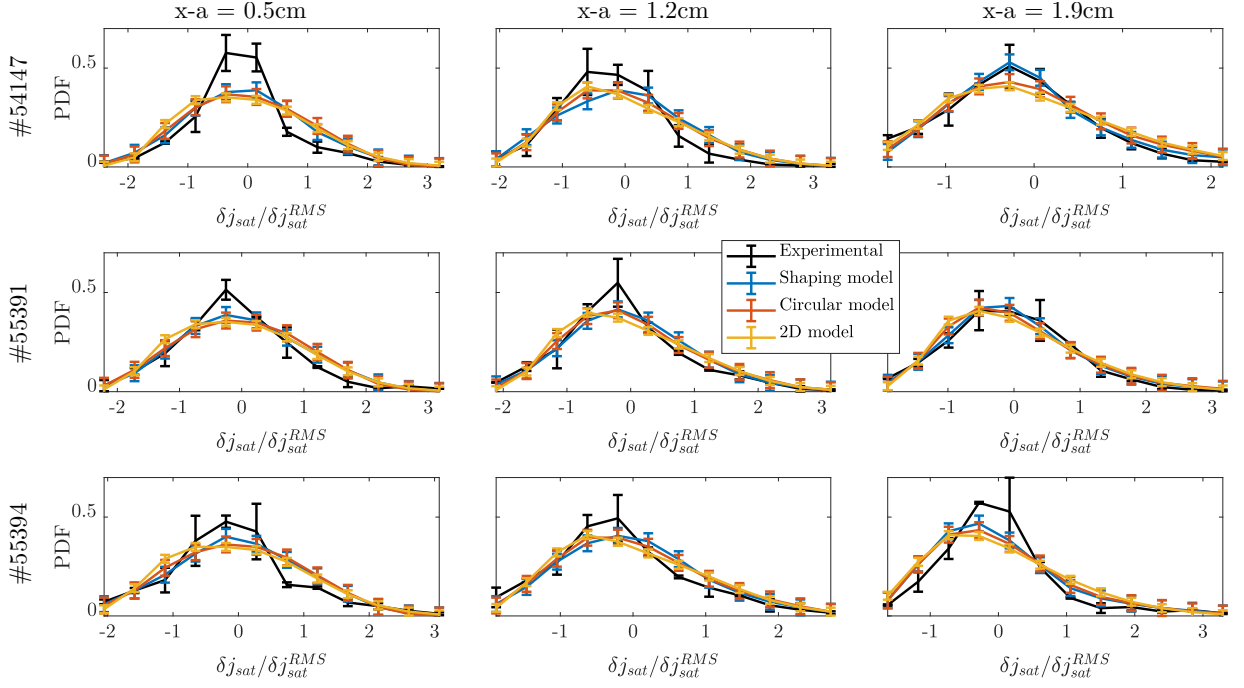 x-a = 0.5cm
x-a = 1.2cm
x-a = 1.9cm
#54147
PDF
0.5
0
-2 -1 0 1 2 3
-2 -1 0 1 2 3
-1 0 1 2
δj_sat/δj_sat^RMS
δj_sat/δj_sat^RMS
δj_sat/δj_sat^RMS
#55391
PDF
0.5
0
-2 -1 0 1 2 3
-2 -1 0 1 2 3
-1 0 1 2 3
Experimental
Shaping model
Circular model
2D model
δj_sat/δj_sat^RMS
δj_sat/δj_sat^RMS
δj_sat/δj_sat^RMS
#55394
PDF
0.5
0
-2 -1 0 1 2 3
-1 0 1 2
-1 0 1 2 3
δj_sat/δj_sat^RMS
δj_sat/δj_sat^RMS
δj_sat/δj_sat^RMS